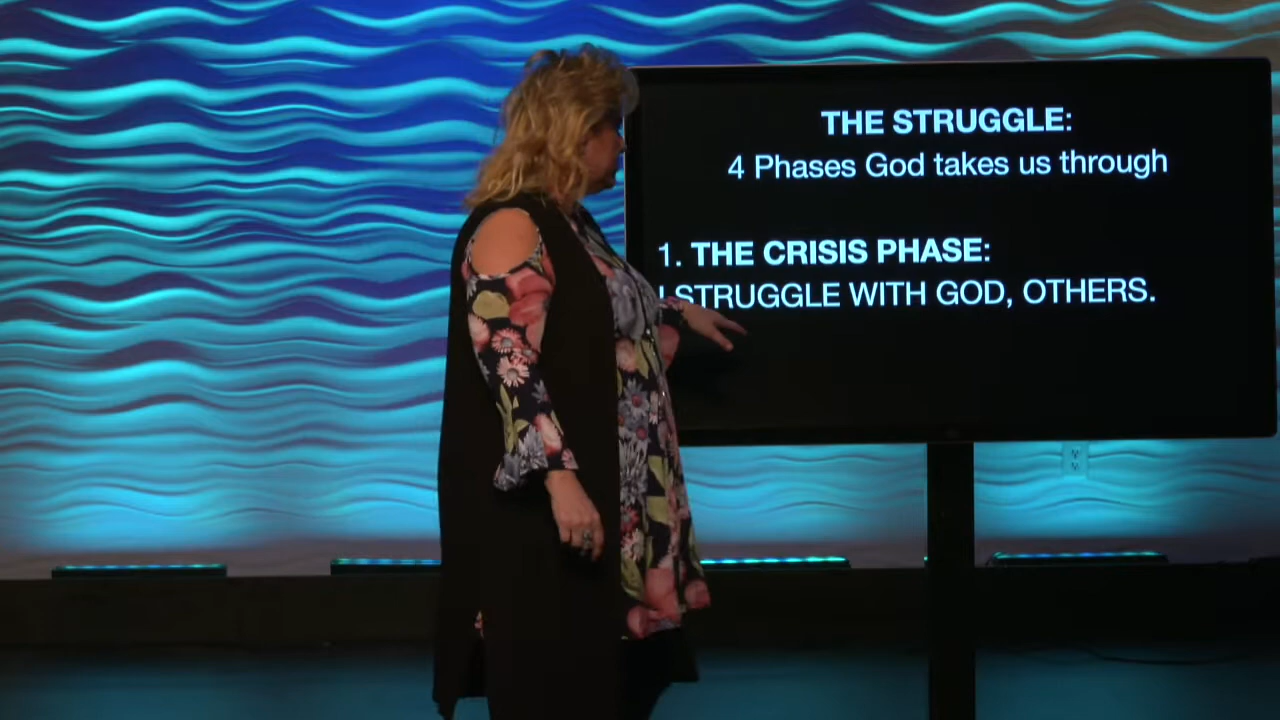 THE STRUGGLE:
4 Phases God takes us through
1. THE CRISIS PHASE:
I STRUGGLE WITH GOD, OTHERS.